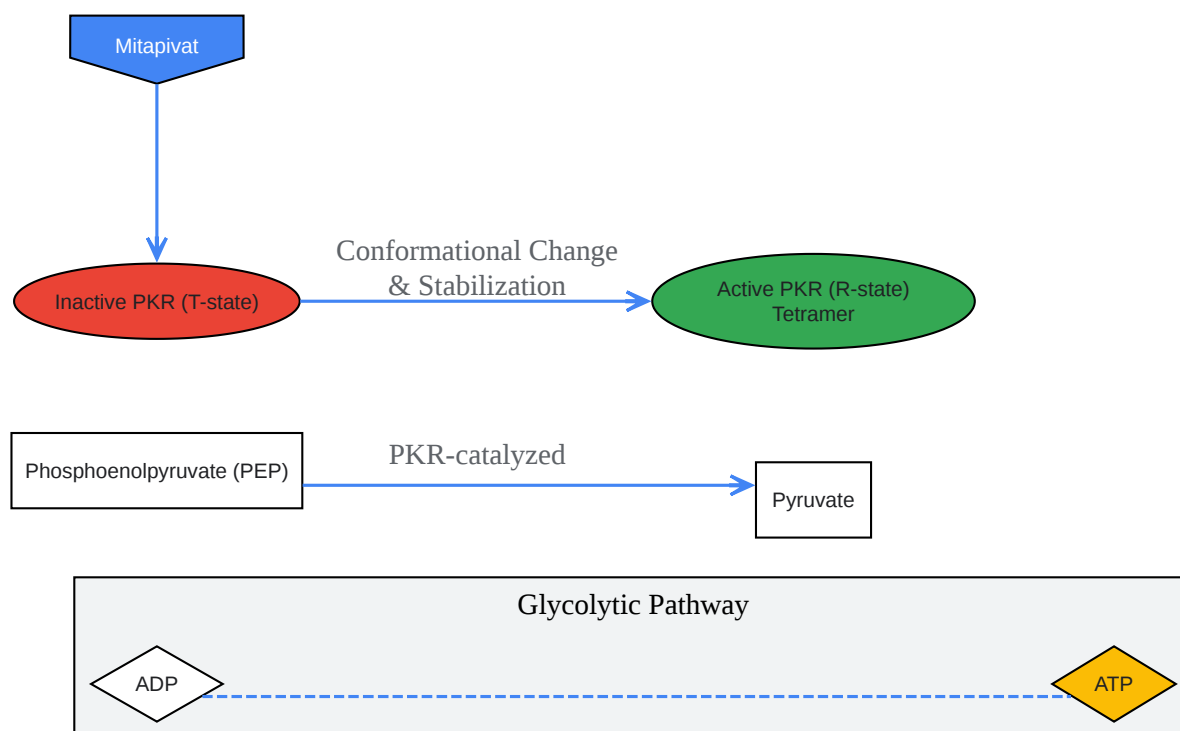 Mitapivat
Conformational Change
& Stabilization
Inactive PKR (T-state)
Active PKR (R-state)
Tetramer
PKR-catalyzed
Phosphoenolpyruvate (PEP)
Pyruvate
Glycolytic Pathway
ADP
ATP